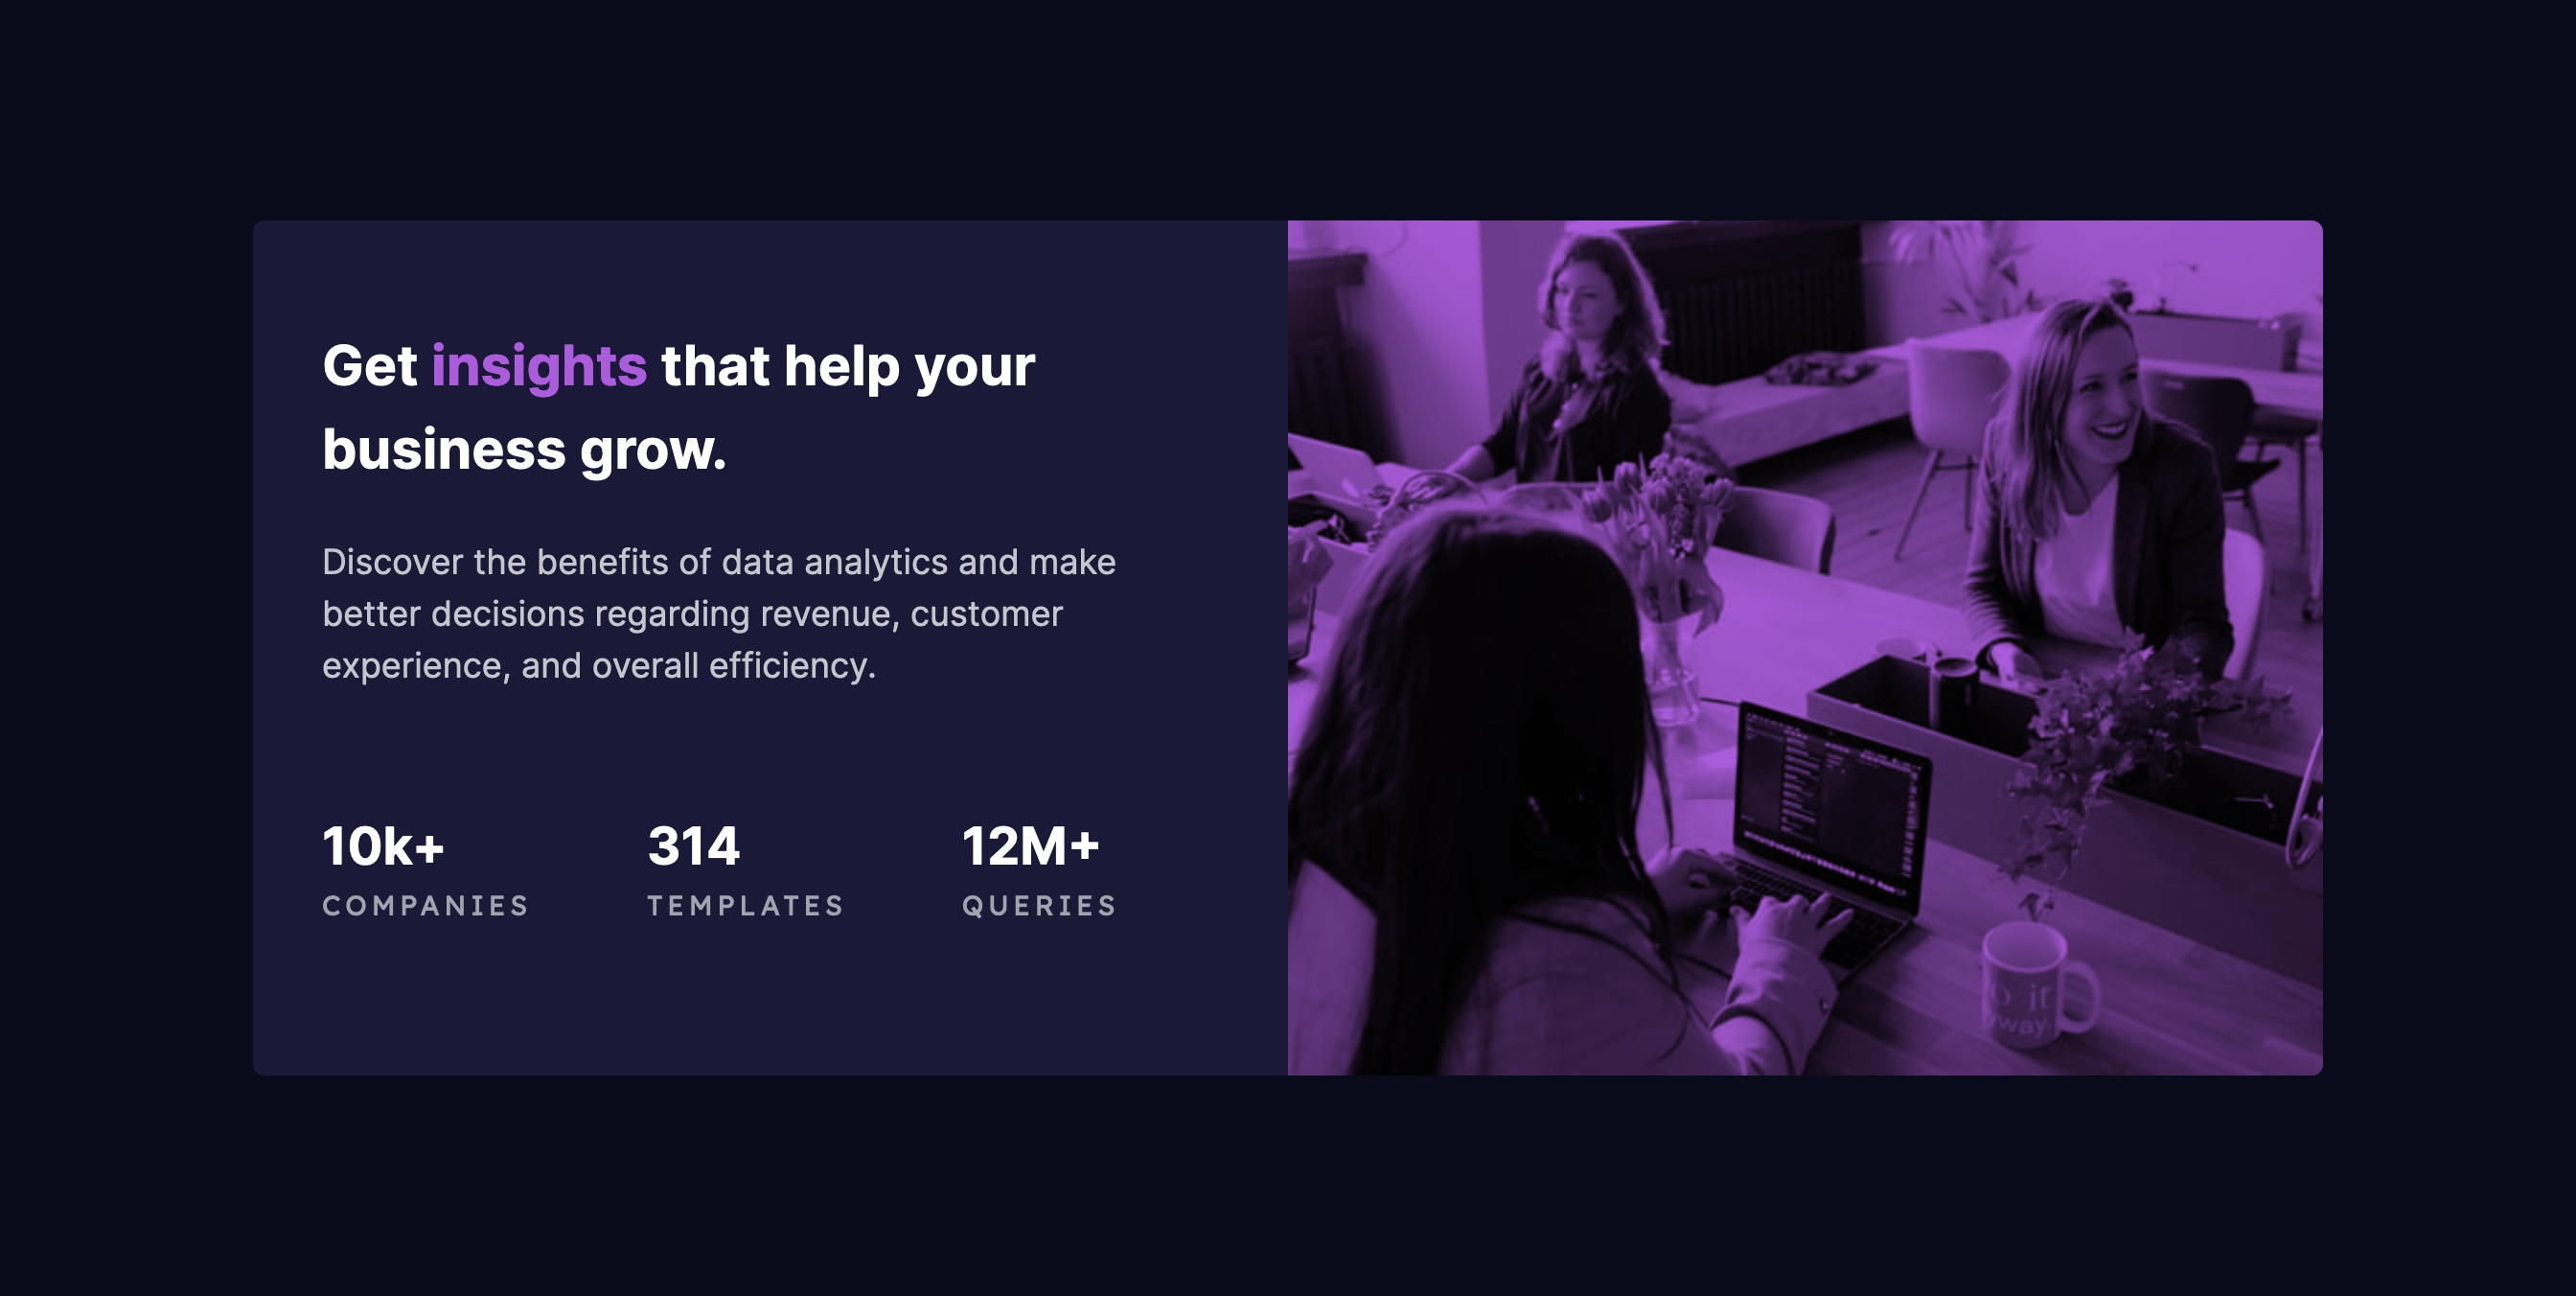 Get insights that help your
business grow.
Discover the benefits of data analytics and make
better decisions regarding revenue, customer
experience, and overall efficiency.
10k+
314
12M+
COMPANIES
TEMPLATES
QUERIES